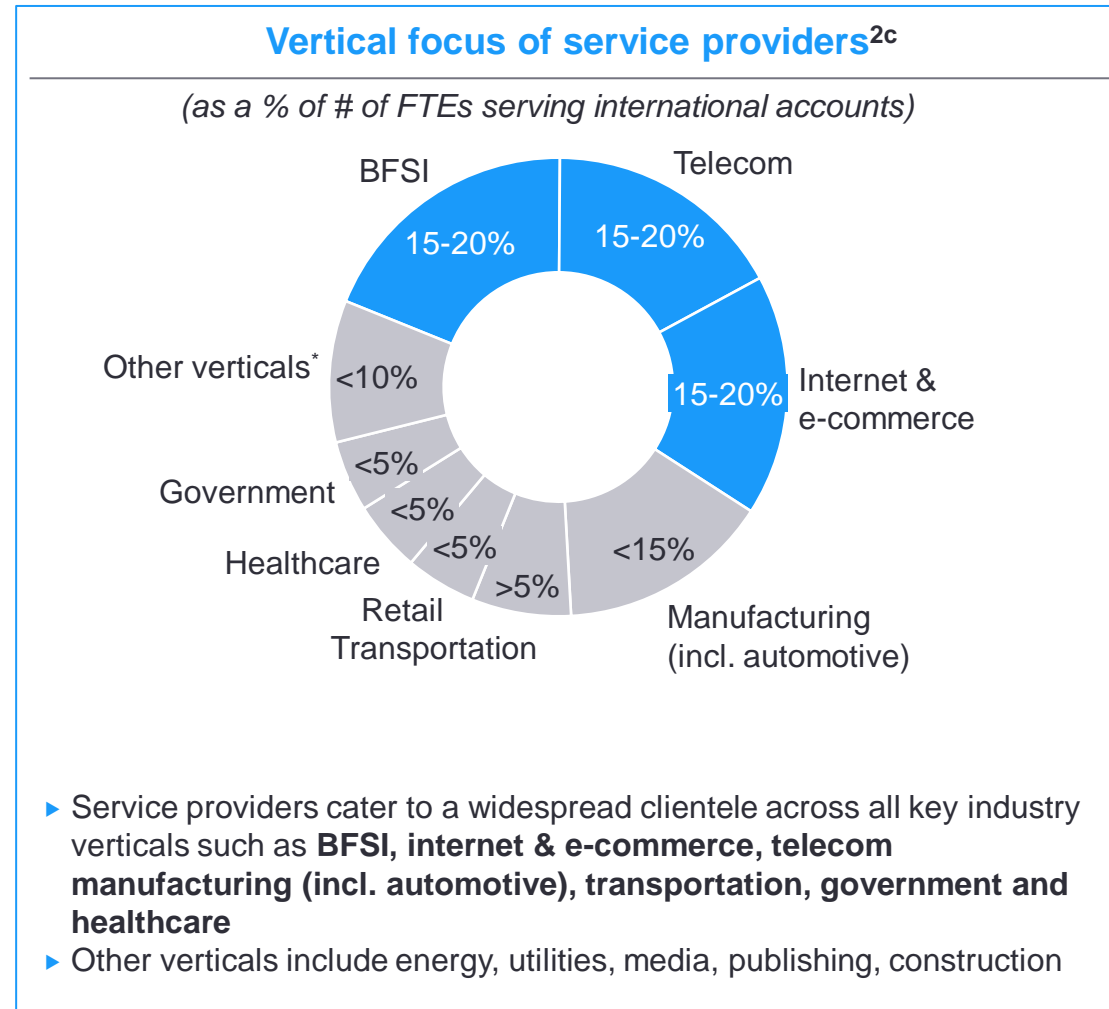 Vertical focus of service providers2c
(as a % of # of FTEs serving international accounts)
BFSI
Telecom
15-20%
15-20%
Other verticals*
<10%
15-20%
Internet &
e-commerce
<5%
Government
<5%
Healthcare
<5%
Retail
>5%
Transportation
<15%
Manufacturing
(incl. automotive)
Service providers cater to a widespread clientele across all key industry
verticals such as BFSI, internet & e-commerce, telecom
manufacturing (incl. automotive), transportation, government and
healthcare
Other verticals include energy, utilities, media, publishing, construction